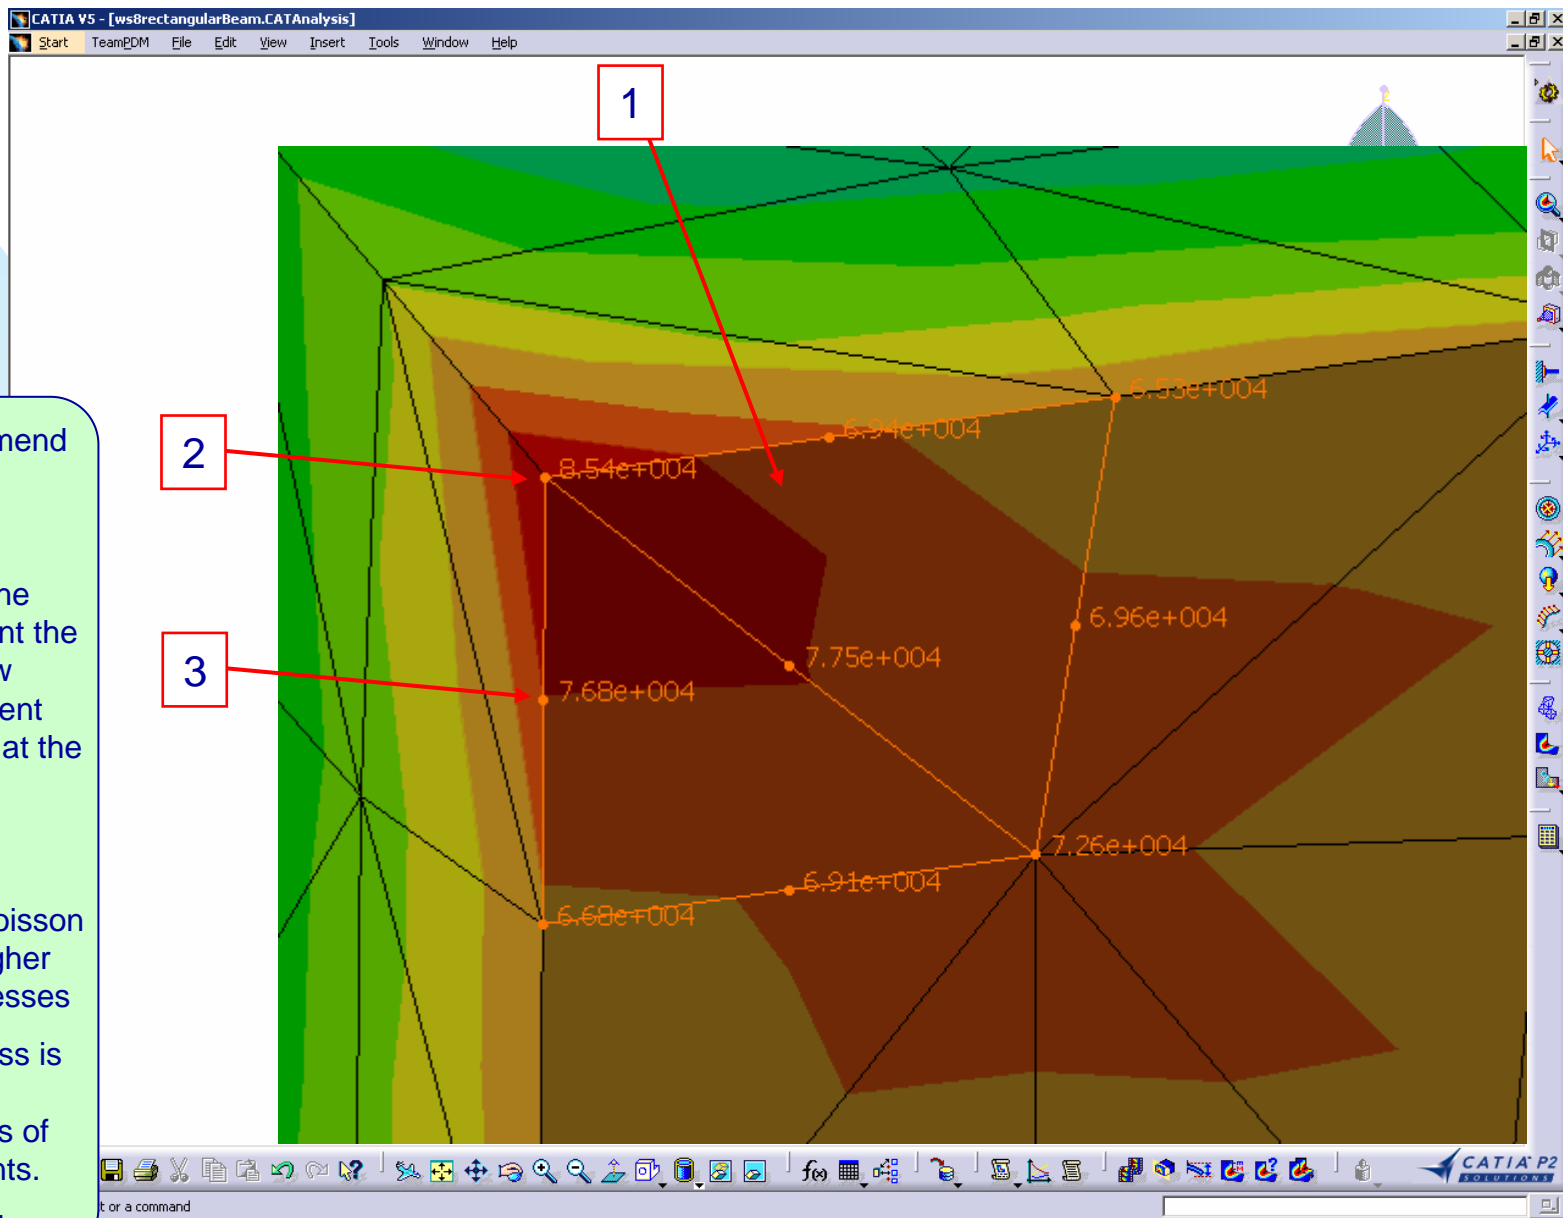 CATIA V5 - [ws8rectangularBeam.CATAnalysis]
Start TeamPDM File Edit View Insert Tools Window Help
1
2
3
6.53e+004
6.94e+004
8.54e+004
6.96e+004
7.75e+004
7.68e+004
7.26e+004
6.91e+004
6.68e+004
mend
he
nt the
w
ent
at the
oisson
gher
esses
ss is
s of
nts.
f(x)
CATIA P2
SOLUTIONS
t or a command